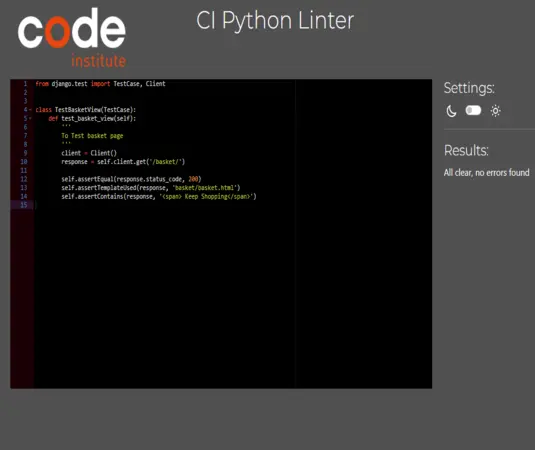 code
institute
CI Python Linter
1 from django.test import TestCase, Client
2
3
4 class TestBasketView(TestCase):
5 def test_basket_view(self):
6 '''
7 To Test basket page
8 '''
9 client = Client()
10 response = self.client.get('/basket/')
11
12 self.assertEqual(response.status_code, 200)
13 self.assertTemplateUsed(response, 'basket/basket.html')
14 self.assertContains(response, '<span> Keep Shopping</span>')
15
Settings:
Results:
All clear, no errors found